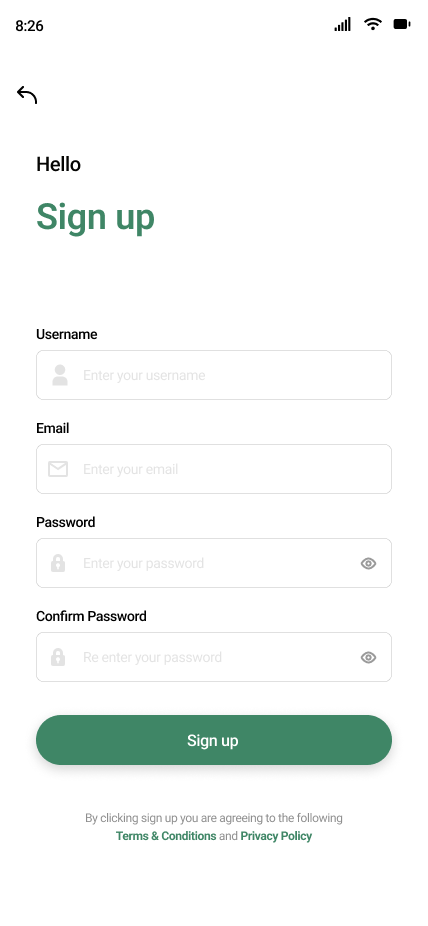 8:26
Hello
Sign up
Username
Enter your username
Email
Enter your email
Password
Enter your password
Confirm Password
Re enter your password
Sign up
By clicking sign up you are agreeing to the following
Terms & Conditions and Privacy Policy